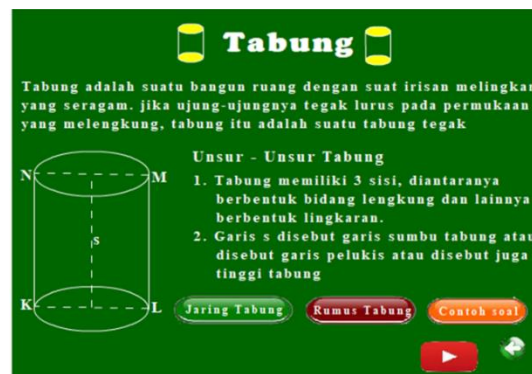 Tabung
Tabung adalah suatu bangun ruang dengan suat irisan melingkar
yang seragam. jika ujung-ujungnya tegak lurus pada permukaan
yang melengkung, tabung itu adalah suatu tabung tegak
Unsur - Unsur Tabung
1. Tabung memiliki 3 sisi, diantaranya
berbentuk bidang lengkung dan lainnya
berbentuk lingkaran.
2. Garis s disebut garis sumbu tabung atau
disebut garis pelukis atau disebut juga
tinggi tabung
N
M
s
K
L
Jaring Tabung
Rumus Tabung
Contoh soal